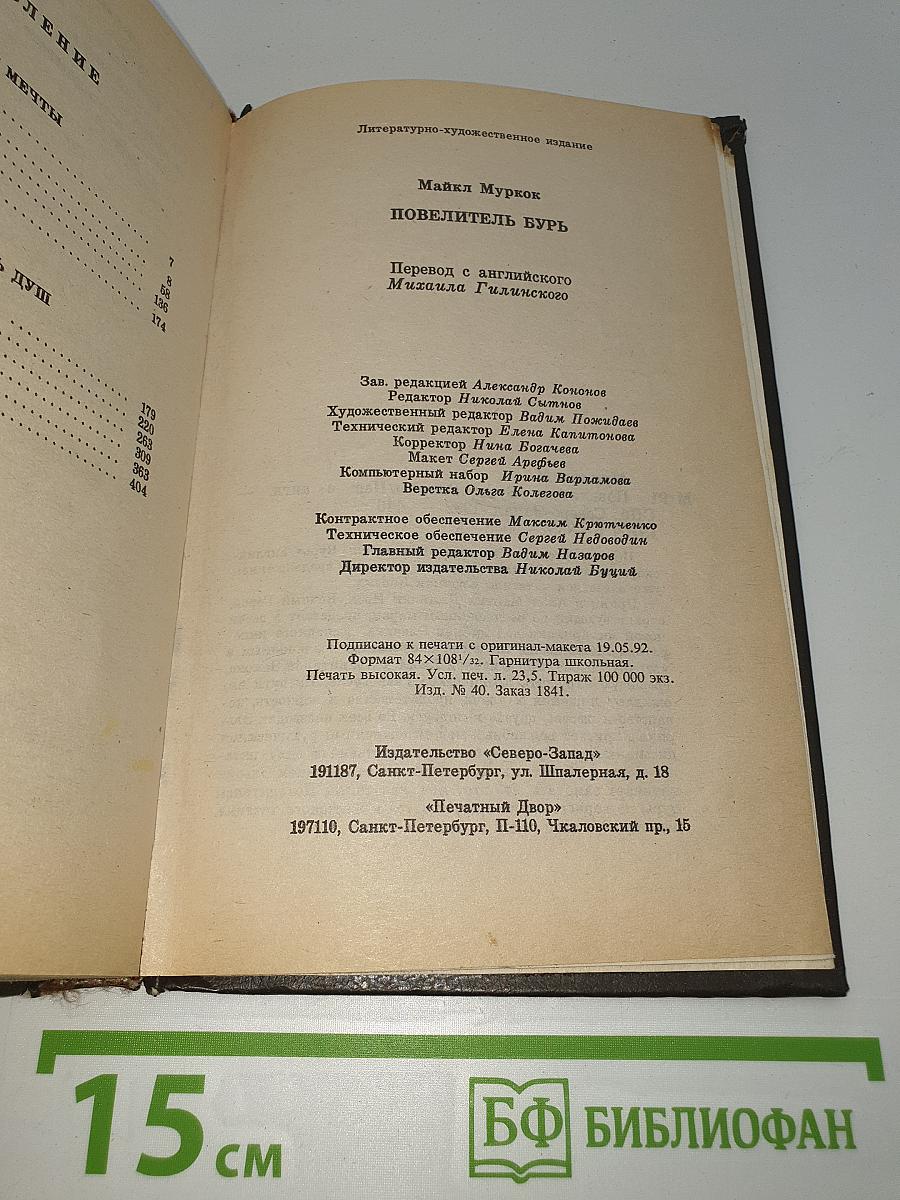 ЛЕНИЕ
МЕЧТЫ
7
8
58
136
174
ДУШ
179
220
263
309
363
404
Литературно-художественное издание
Майкл Муркок
ПОВЕЛИТЕЛЬ БУРЬ
Перевод с английского
Михаила Гилинского
Зав. редакцией Александр Кононов
Редактор Николай Сытнов
Художественный редактор Вадим Пожидаев
Технический редактор Елена Капитонова
Корректор Нина Богачева
Макет Сергей Арефьев
Компьютерный набор Ирина Варламова
Верстка Ольга Колегова
Контрактное обеспечение Максим Крютченко
Техническое обеспечение Сергей Недоводин
Главный редактор Вадим Назаров
Директор издательства Николай Буций
Подписано к печати с оригинал-макета 19.05.92.
Формат 84×108¹/₃₂. Гарнитура школьная.
Печать высокая. Усл. печ. л. 23,5. Тираж 100 000 экз.
Изд. № 40. Заказ 1841.
Издательство «Северо-Запад»
191187, Санкт-Петербург, ул. Шпалерная, д. 18
«Печатный Двор»
197110, Санкт-Петербург, П-110, Чкаловский пр., 15
15 см
БФ БИБЛИОФАН